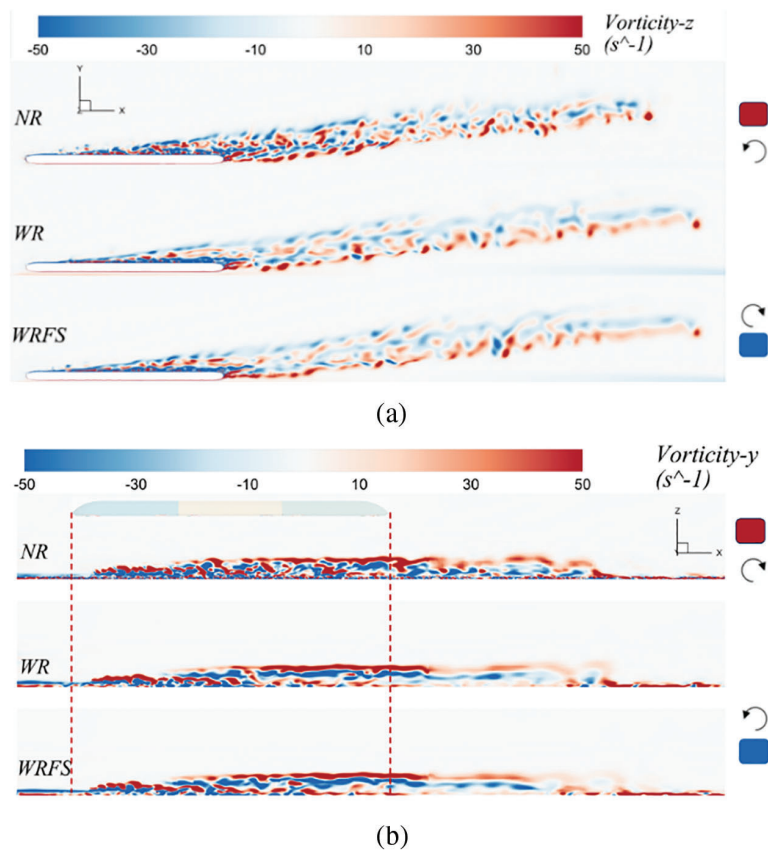 Vorticity-z
(s^-1)
-50 -30 -10 10 30 50
Y
Z X
NR
WR
WRFS
(a)
Vorticity-y
(s^-1)
-50 -30 -10 10 30 50
Z
Y X
NR
WR
WRFS
(b)